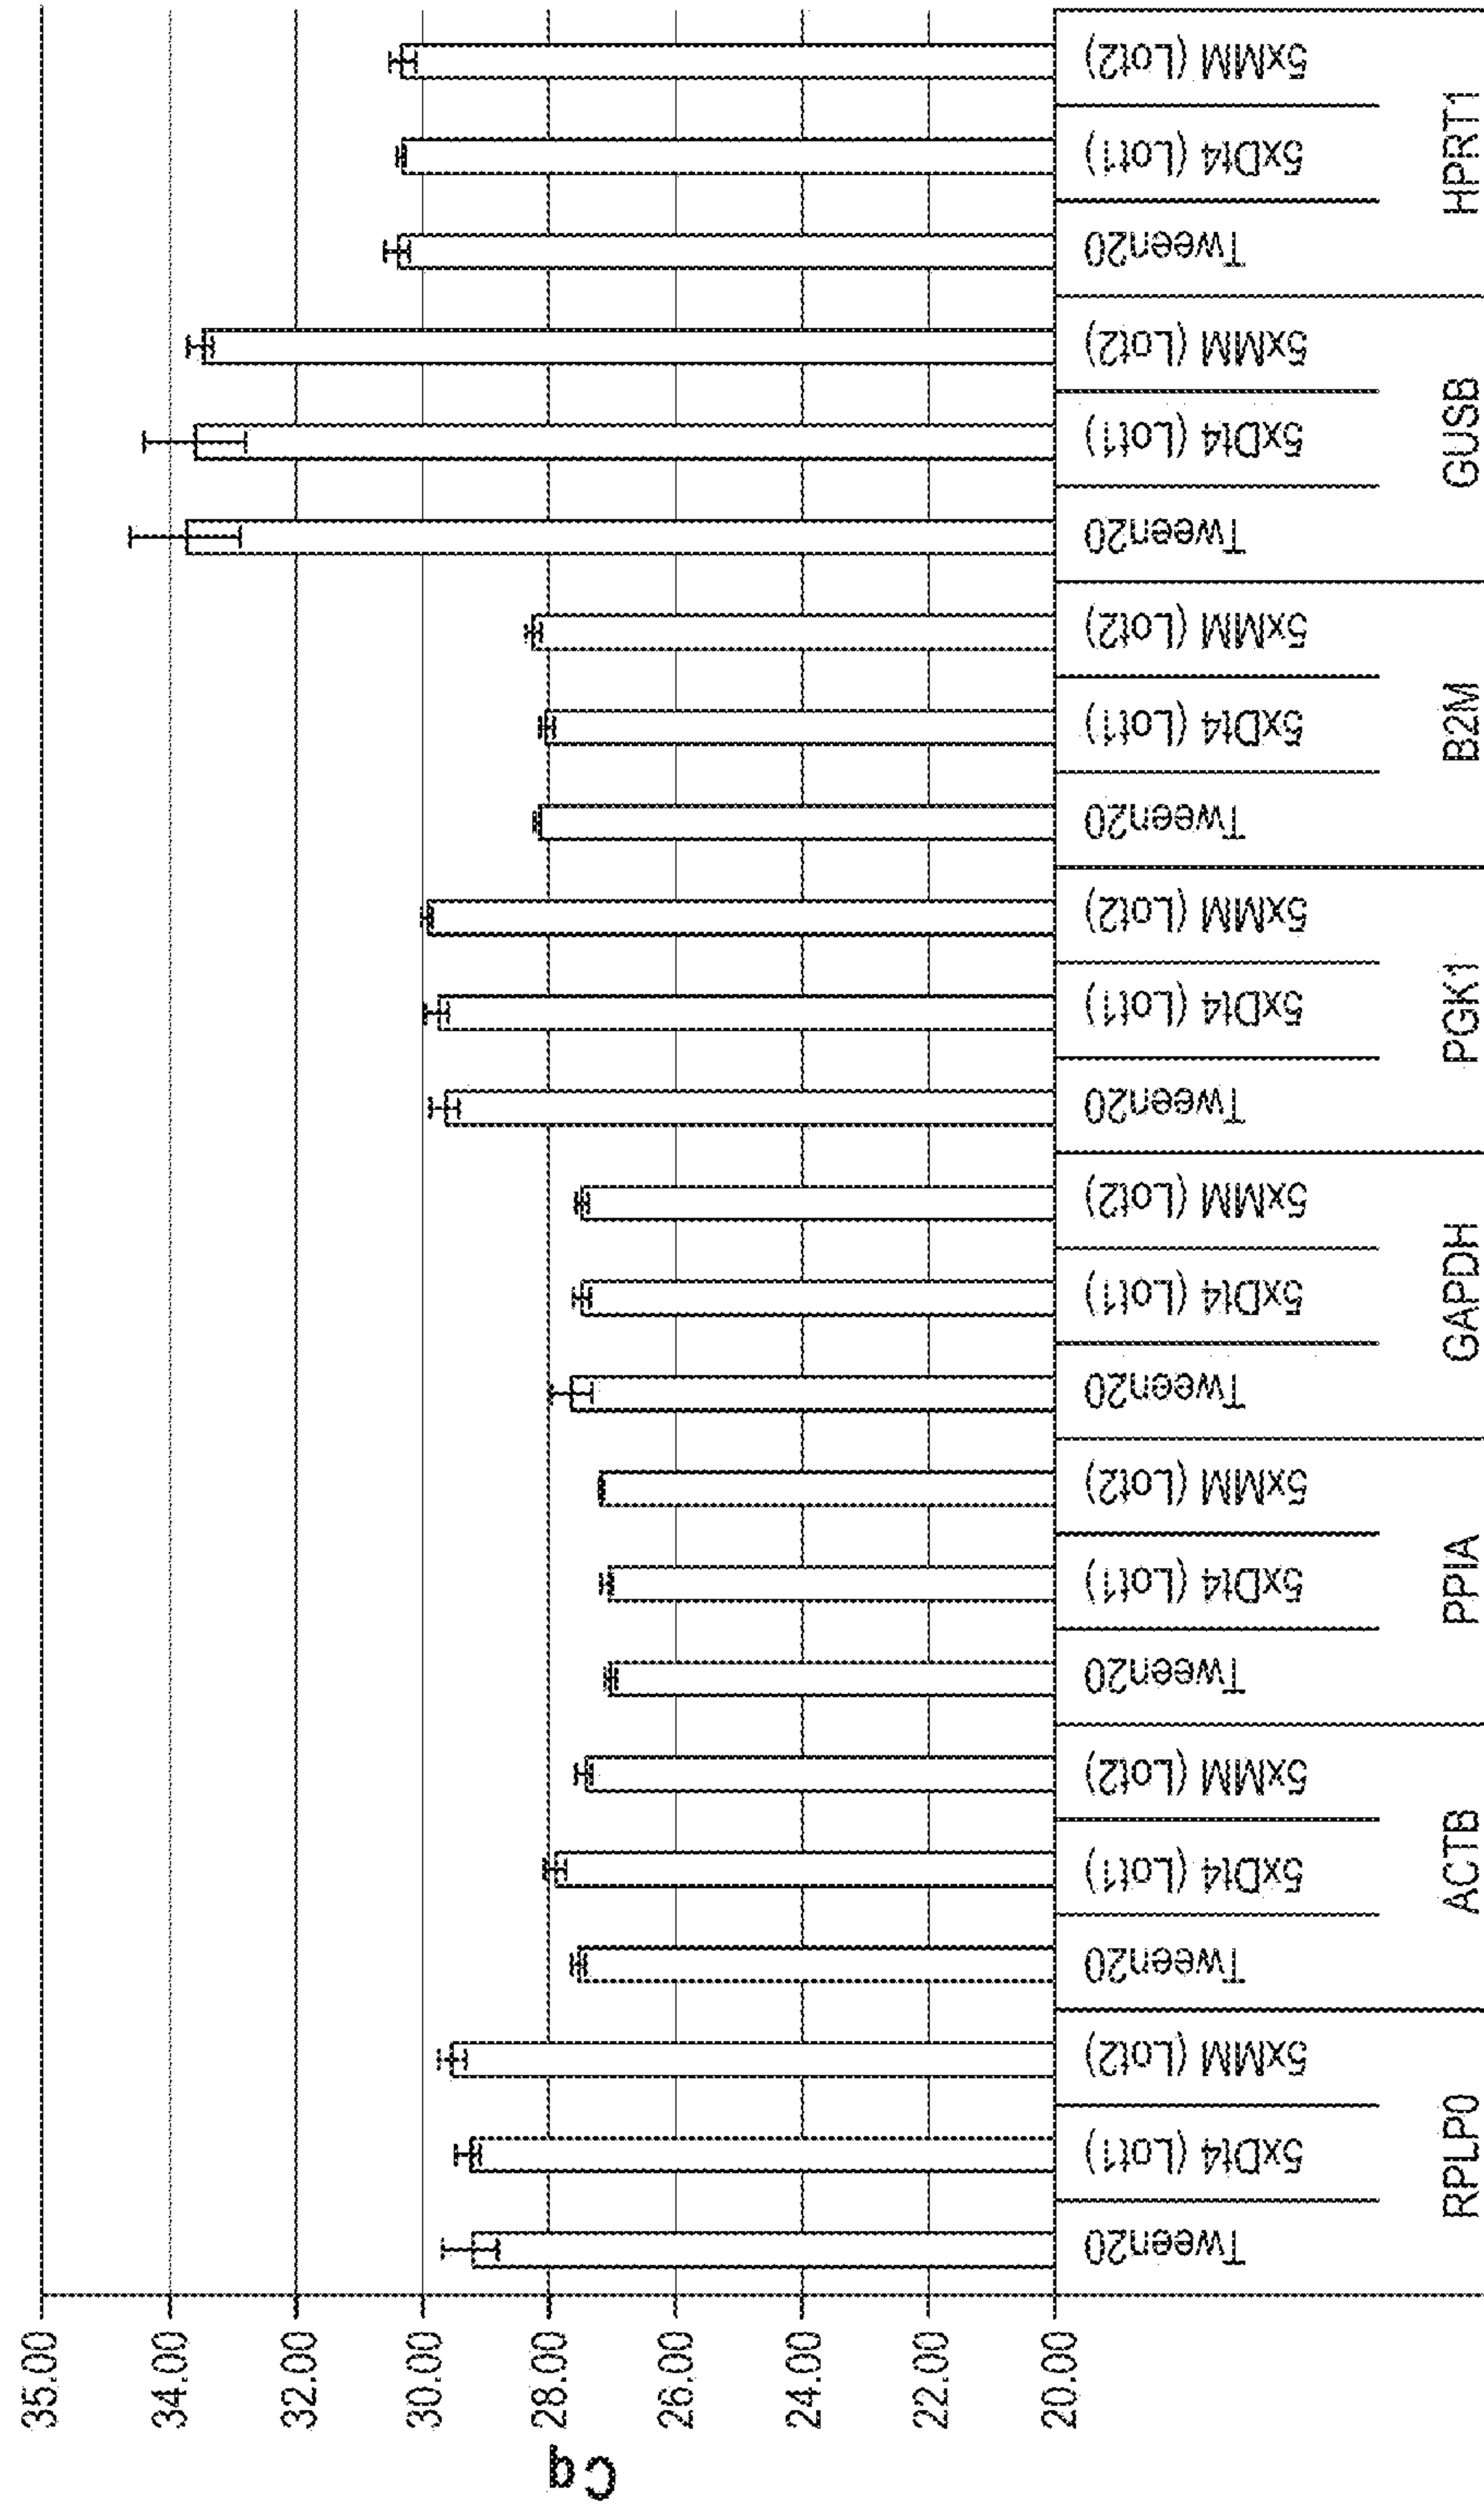 Cq
35.00
34.00
32.00
30.00
28.00
26.00
24.00
22.00
20.00
Tween20
5xDt4 (Lot1)
5xMM (Lot2)
Tween20
5xDt4 (Lot1)
5xMM (Lot2)
Tween20
5xDt4 (Lot1)
5xMM (Lot2)
Tween20
5xDt4 (Lot1)
5xMM (Lot2)
Tween20
5xDt4 (Lot1)
5xMM (Lot2)
Tween20
5xDt4 (Lot1)
5xMM (Lot2)
Tween20
5xDt4 (Lot1)
5xMM (Lot2)
Tween20
5xDt4 (Lot1)
5xMM (Lot2)
RPLP0
ACTB
PPIA
GAPDH
PGK1
B2M
GUSB
HPRT1